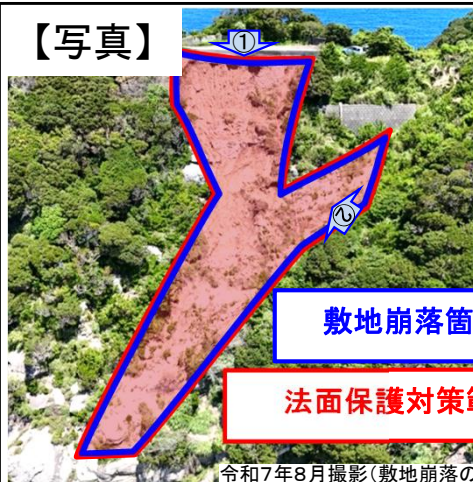 【写真】
①
②
敷地崩落箇
法面保護対策範
令和7年8月撮影(敷地崩落の